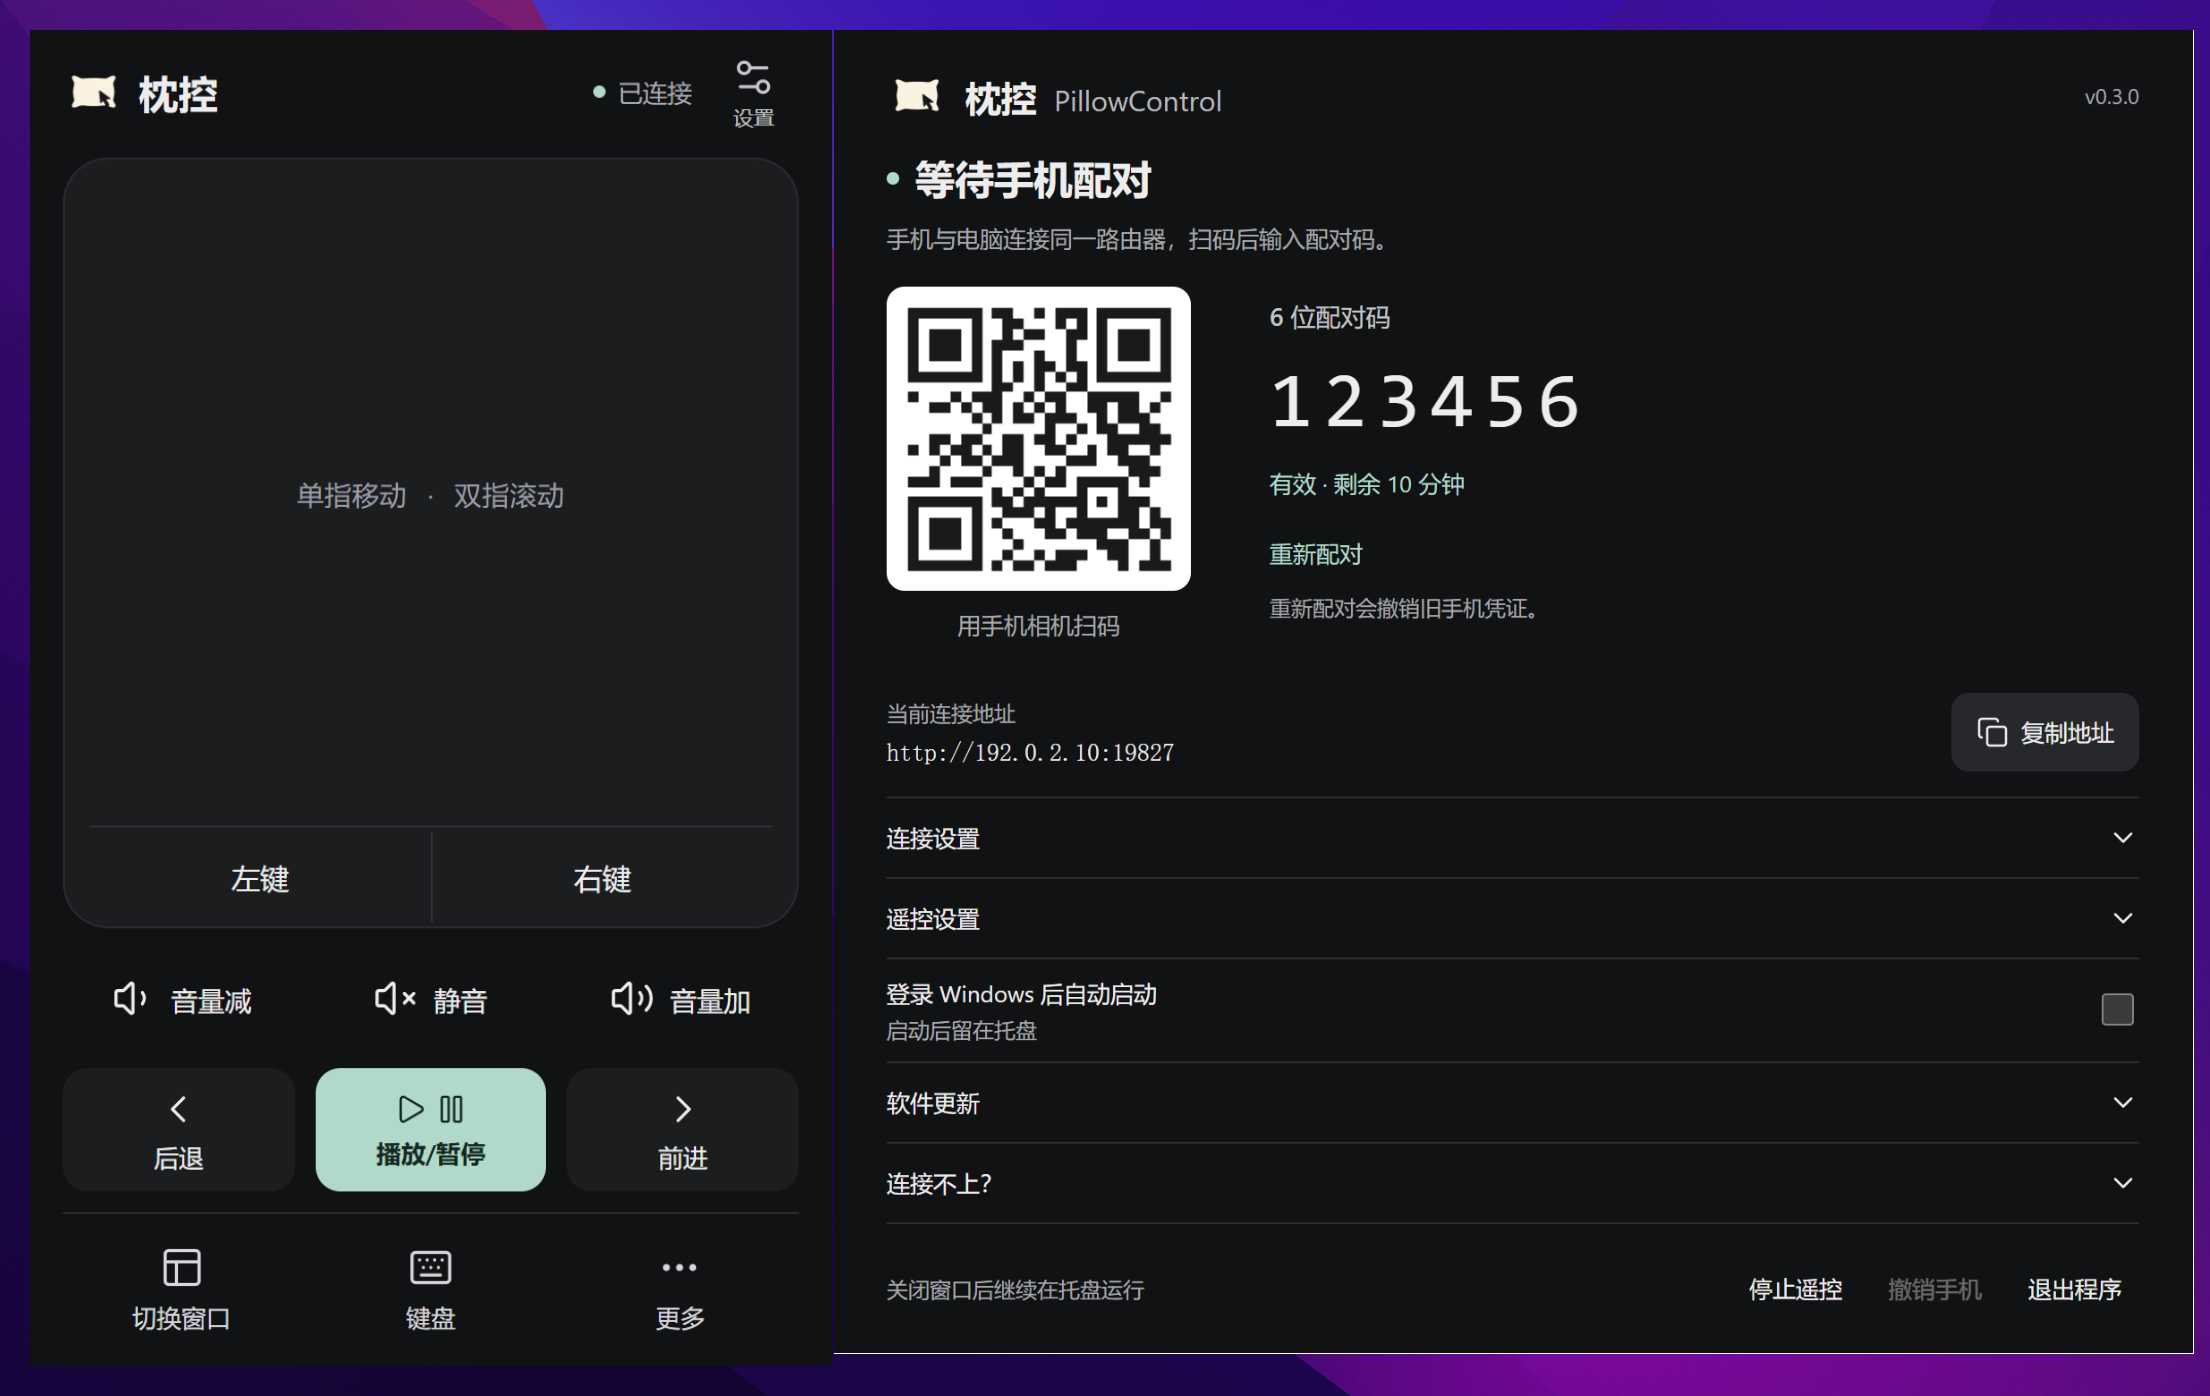 枕控
已连接
设置
单指移动 · 双指滚动
左键
右键
音量减
静音
音量加
后退
播放/暂停
前进
切换窗口
键盘
更多
枕控 PillowControl
v0.3.0
等待手机配对
手机与电脑连接同一路由器，扫码后输入配对码。
6 位配对码
123456
有效 · 剩余 10 分钟
重新配对
重新配对会撤销旧手机凭证。
用手机相机扫码
当前连接地址
http://192.0.2.10:19827
复制地址
连接设置
遥控设置
登录 Windows 后自动启动
启动后留在托盘
软件更新
连接不上？
关闭窗口后继续在托盘运行
停止遥控
撤销手机
退出程序